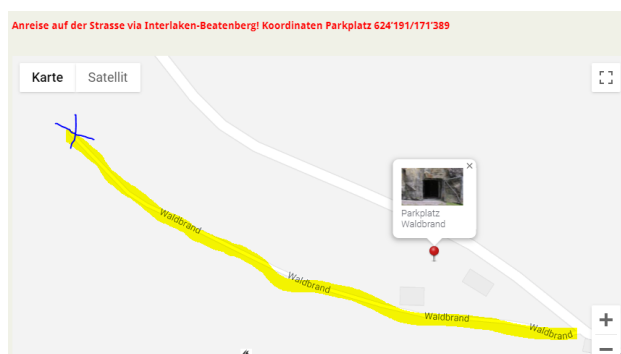 Anreise auf der Strasse via Interlaken-Beatenberg! Koordinaten Parkplatz 624'191/171'389
Karte
Satellit
Waldbrand
Parkplatz
Waldbrand
Waldbrand
Waldbrand
Waldbrand